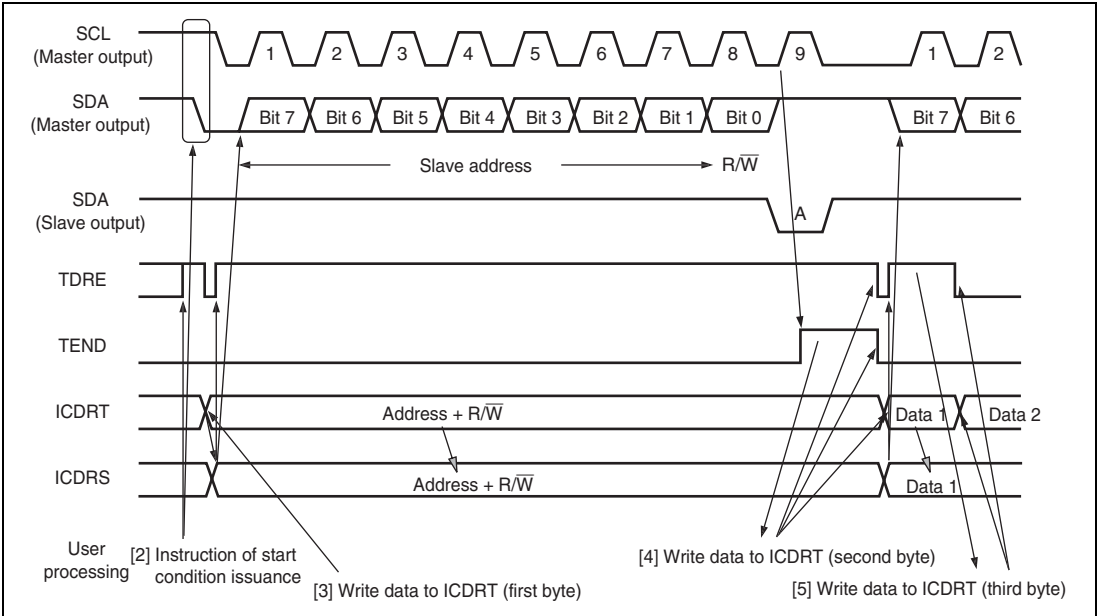 SCL
(Master output)
1 2 3 4 5 6 7 8 9 1 2
SDA
(Master output)
Bit 7 Bit 6 Bit 5 Bit 4 Bit 3 Bit 2 Bit 1 Bit 0 Bit 7 Bit 6
Slave address R/W̅
SDA
(Slave output)
A
TDRE
TEND
ICDRT
Address + R/W̅ Data 1 Data 2
ICDRS
Address + R/W̅ Data 1
User
processing
[2] Instruction of start
condition issuance
[3] Write data to ICDRT (first byte)
[4] Write data to ICDRT (second byte)
[5] Write data to ICDRT (third byte)